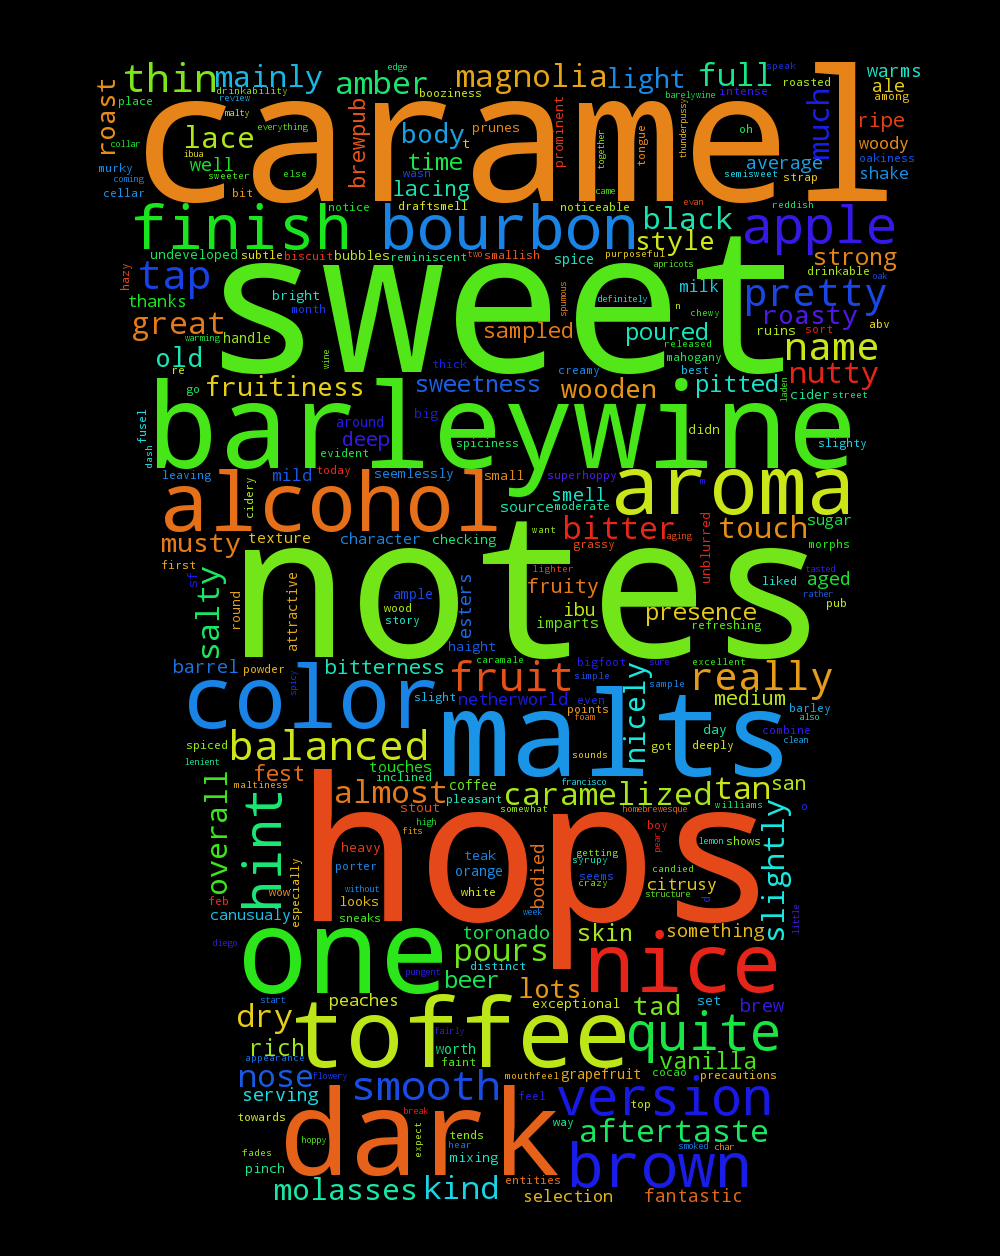 edge
speak
thin
mainly
amber
magnolia
light
full
warms
drinkability
booziness
roasted
ale
roast
place
review
barelywine
intense
among
caramel
malty
much
ripe
collar
everything
lace
brewpub
body
t
prunes
prominent
together
tongue
thunderpussy
oh
woody
ibua
well
time
average
oakiness
murky
sweeter
else
wasn
semisweet
strap
shake
coming
cellar
bit
lacing
came
evan
reddish
notice
draftsmell
noticeable
finish
bourbon
black
apple
style
undeveloped
subtle
biscuit
bubbles
reminiscent
two
smallish
spice
purposeful
strong
apricots
drinkable
hazy
tap
sweet
milk
oak
thanks
bright
month
spumous
definitely
n
chewy
pretty
roasty
great
sampled
poured
ruins
sort
abv
warming
handle
released
name
old
wine
thick
mahogany
re
creamy
best
nutty
go
fruitiness
sweetness
wooden
pitted
laden
cider
street
barleywine
fusel
big
around
deep
didn
dash
evident
spiciness
slighty
leaving
mild
today
seemlessly
small
superhoppy
m
aroma
alcohol
cidery
smell
source
moderate
bitter
touch
sugar
want
aging
musty
texture
character
checking
grassy
unblurred
morphs
first
notes
lighter
tasted
sf
liked
aged
salty
round
attractive
ample
esters
fruity
rather
wood
ibu
presence
pub
story
imparts
refreshing
haight
barrel
powder
bitterness
caramale
bigfoot
sure
excellent
fruit
simple
really
spicy
sample
color
slight
netherworld
even
nicely
medium
malts
points
barley
foam
day
also
combine
spiced
balanced
got
deeply
clean
lenient
sounds
touches
fest
inclined
francisco
maltiness
coffee
san
almost
pleasant
caramelized
tan
overall
hint
stout
somewhat
homebrewesque
williams
o
high
fits
boy
hops
heavy
pear
lemon
shows
slightly
teak
getting
porter
orange
syrupy
candied
bodied
seems
crazy
citrusy
wow
without
white
structure
d
feb
especially
looks
canusualy
sneaks
week
little
one
toronado
skin
something
diego
pours
distinct
nice
pungent
beer
lots
start
peaches
exceptional
tad
set
brew
dry
toffee
fairly
quite
rich
worth
appearance
faint
vanilla
nose
flowery
mouthfeel
grapefruit
cocao
precautions
serving
smooth
feel
version
dark
break
top
towards
way
aftertaste
hoppy
expect
tends
hear
smoked
char
fades
mixing
brown
pinch
entities
molasses
kind
selection
fantastic